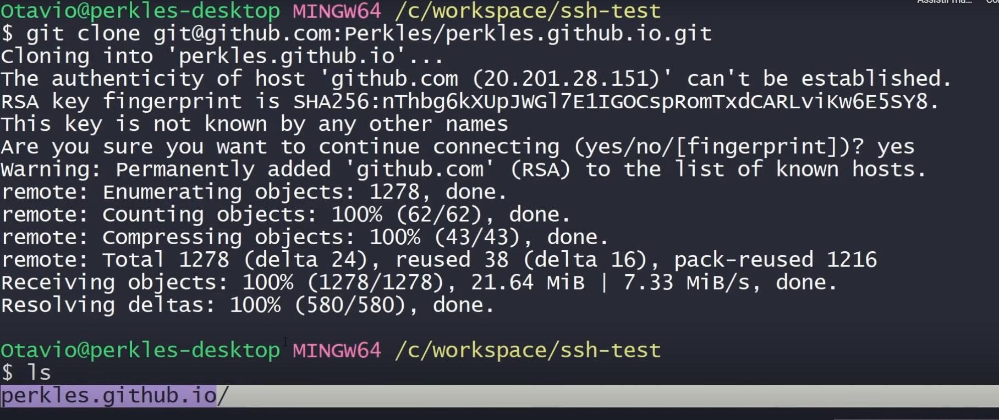 Assistir ma...
Otavio@perkles-desktop MINGW64 /c/workspace/ssh-test
$ git clone git@github.com:Perkles/perkles.github.io.git
Cloning into 'perkles.github.io'...
The authenticity of host 'github.com (20.201.28.151)' can't be established.
RSA key fingerprint is SHA256:nThbg6kXUpJWGl7E1IGOCspRomTxdCARLviKw6E5SY8.
This key is not known by any other names
Are you sure you want to continue connecting (yes/no/[fingerprint])? yes
Warning: Permanently added 'github.com' (RSA) to the list of known hosts.
remote: Enumerating objects: 1278, done.
remote: Counting objects: 100% (62/62), done.
remote: Compressing objects: 100% (43/43), done.
remote: Total 1278 (delta 24), reused 38 (delta 16), pack-reused 1216
Receiving objects: 100% (1278/1278), 21.64 MiB | 7.33 MiB/s, done.
Resolving deltas: 100% (580/580), done.
Otavio@perkles-desktop MINGW64 /c/workspace/ssh-test
$ ls
perkles.github.io/